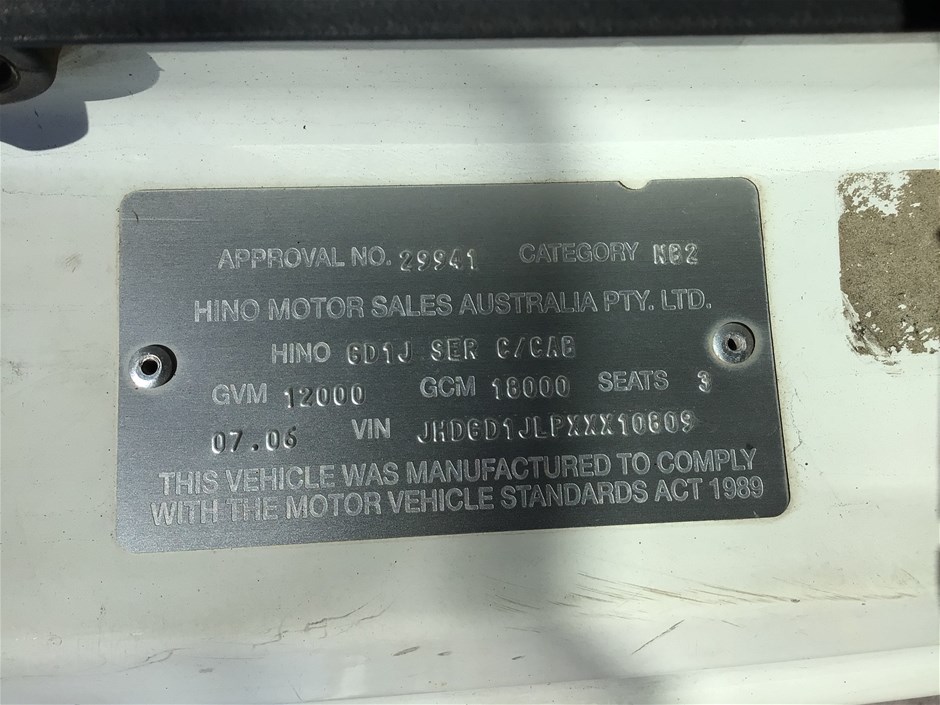 APPROVAL NO. 29941 CATEGORY NB2
HINO MOTOR SALES AUSTRALIA PTY. LTD.
HINO GD1J SER C/CAB
GVM 12000 GCM 18000 SEATS 3
07.06 VIN JHDGD1JLPXXX10809
THIS VEHICLE WAS MANUFACTURED TO COMPLY
WITH THE MOTOR VEHICLE STANDARDS ACT 1989